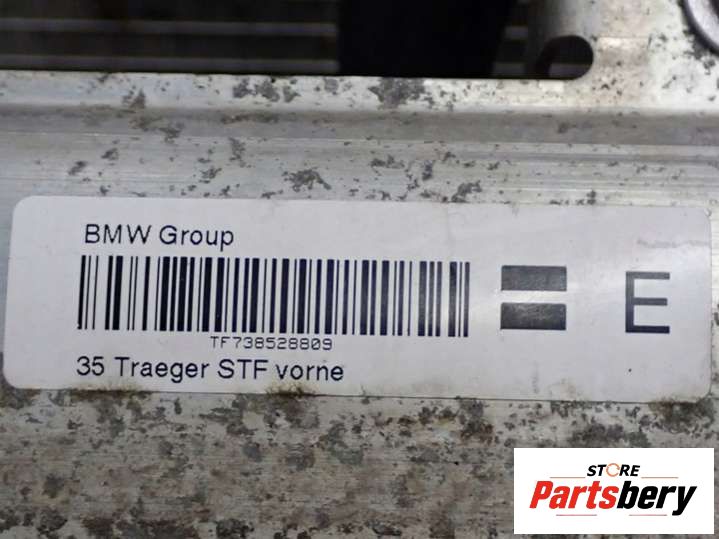 BMW Group
E
TF738528809
35 Traeger STF vorne
STORE
Partsbery